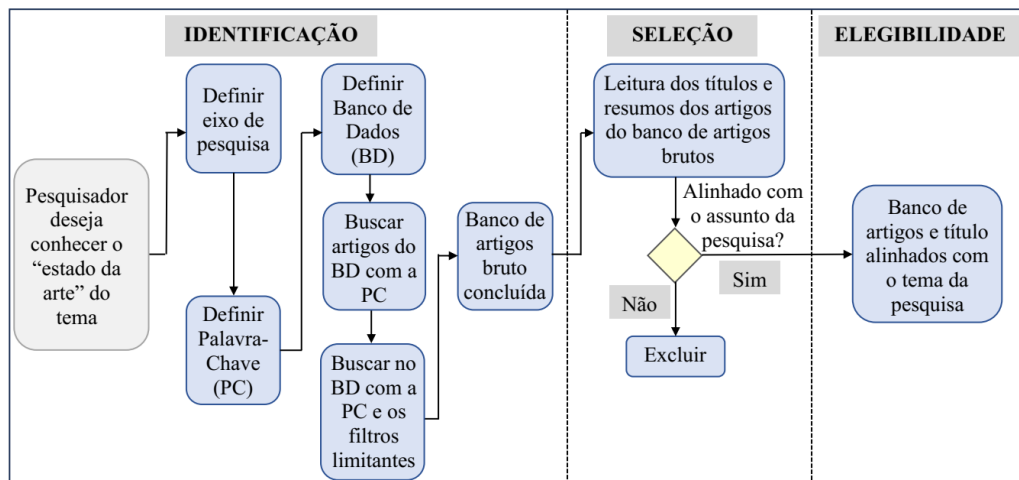 IDENTIFICAÇÃO
Pesquisador
deseja
conhecer o
“estado da
arte” do
tema
Definir
eixo de
pesquisa
Definir
Palavra-
Chave
(PC)
Definir
Banco de
Dados
(BD)
Buscar
artigos do
BD com a
PC
Buscar no
BD com a
PC e os
filtros
limitantes
Banco de
artigos
bruto
concluída
SELEÇÃO
Leitura dos títulos e
resumos dos artigos
do banco de artigos
brutos
Alinhado com
o assunto da
pesquisa?
Não
Sim
Excluir
ELEGIBILIDADE
Banco de
artigos e título
alinhados com
o tema da
pesquisa